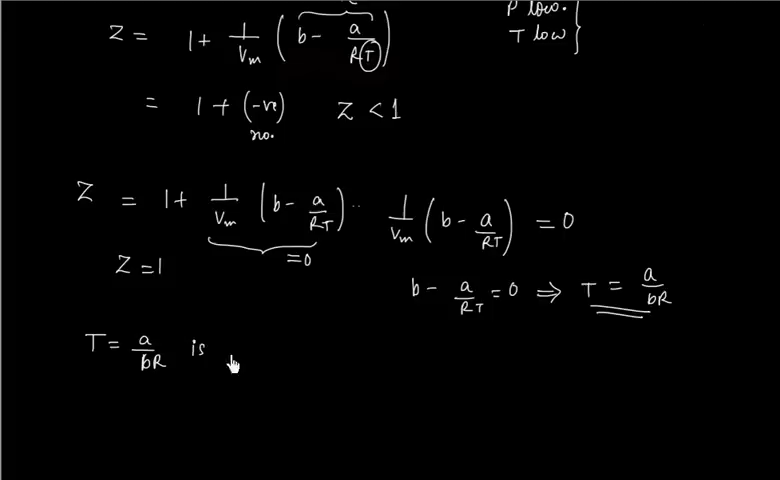 Z = 1 + 1/Vm ( b - a/RT ) P low.
T low
= 1 + (-ve no.) Z < 1
Z = 1 + 1/Vm ( b - a/RT ) .. 1/Vm ( b - a/RT ) = 0
= 0
Z = 1
b - a/RT = 0 ⇒ T = a/bR
T = a/bR is